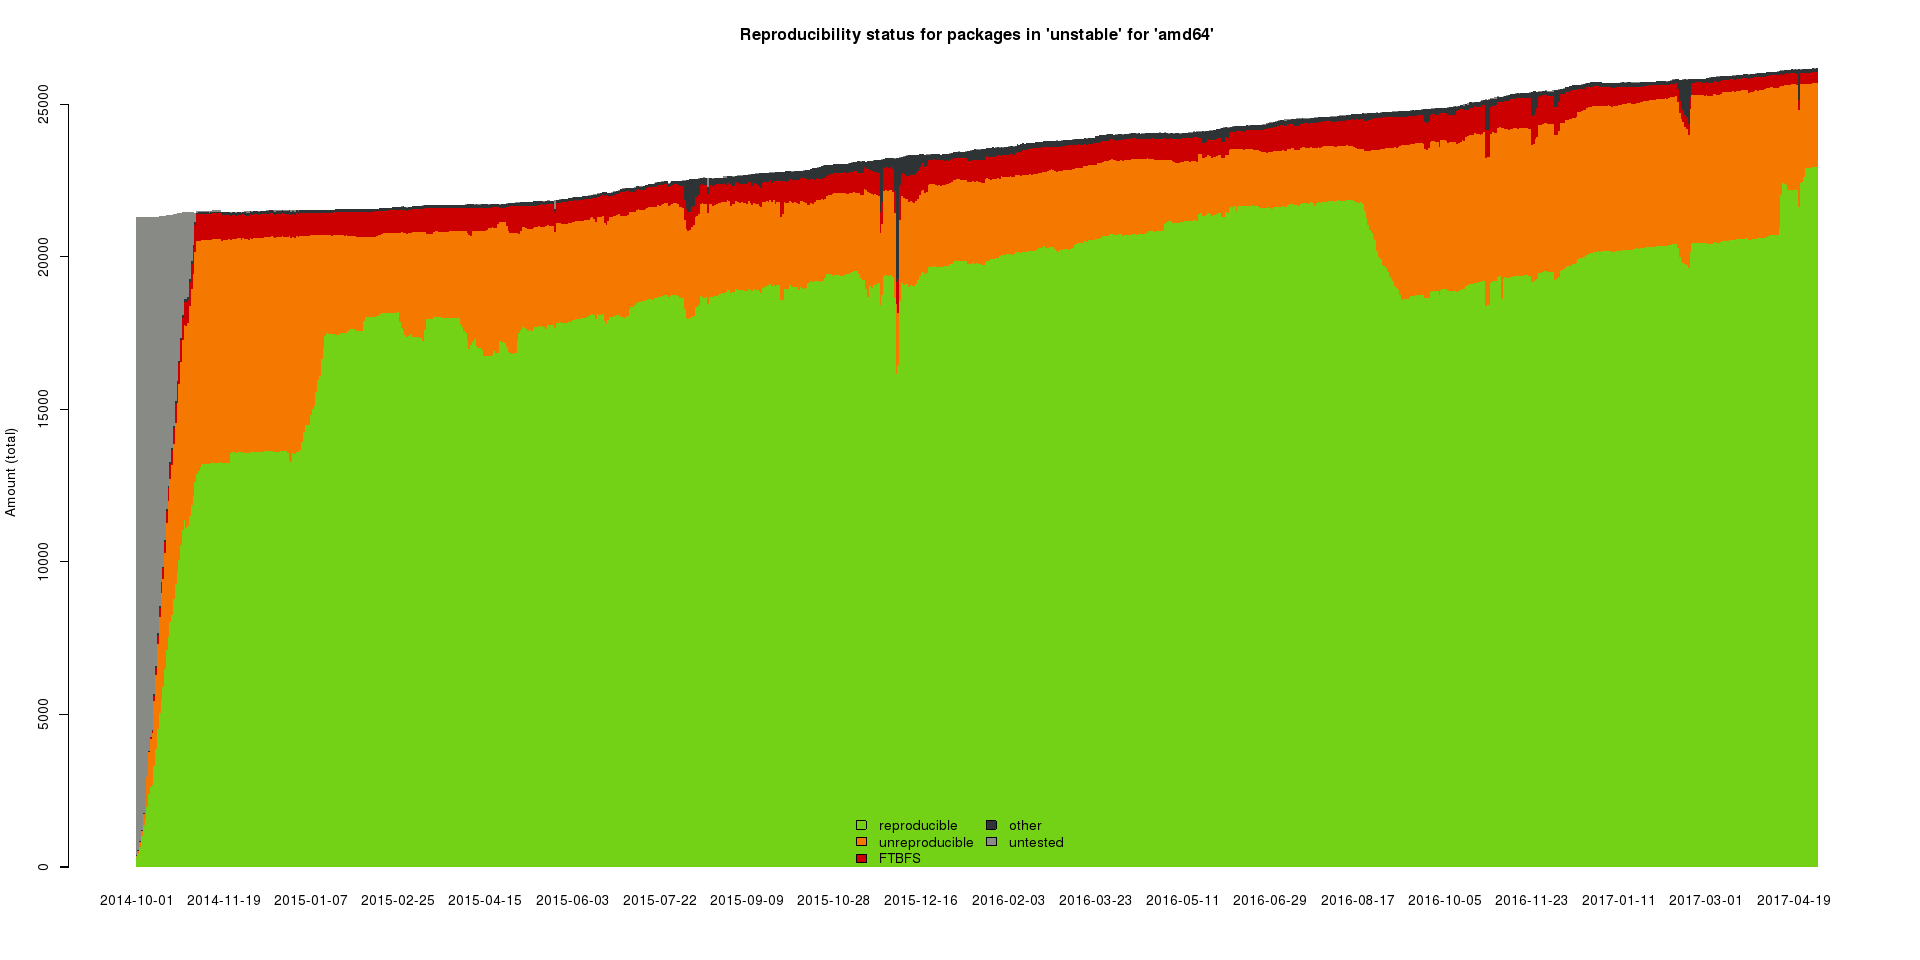 Reproducibility status for packages in 'unstable' for 'amd64'
25000
20000
15000
10000
5000
0
Amount (total)
reproducible
unreproducible
FTBFS
other
untested
2014-10-01 2014-11-19 2015-01-07 2015-02-25 2015-04-15 2015-06-03 2015-07-22 2015-09-09 2015-10-28 2015-12-16 2016-02-03 2016-03-23 2016-05-11 2016-06-29 2016-08-17 2016-10-05 2016-11-23 2017-01-11 2017-03-01 2017-04-19